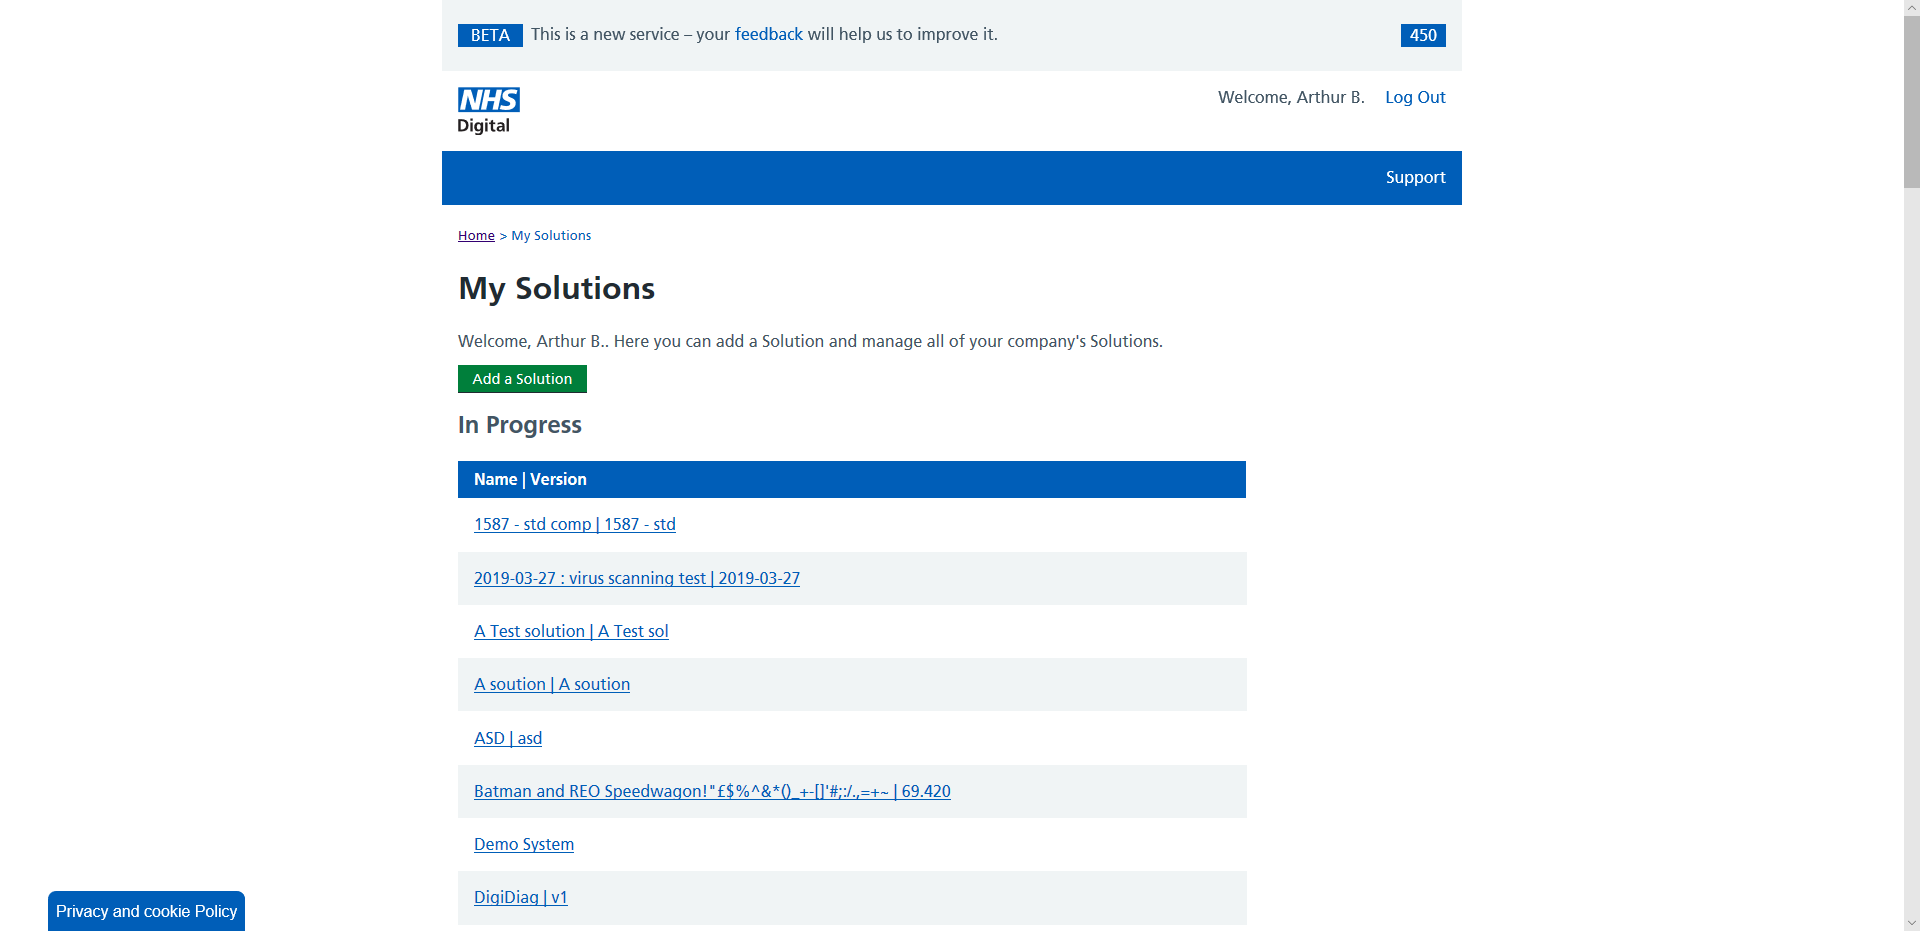 BETA This is a new service – your feedback will help us to improve it. 450
NHS
Digital
Welcome, Arthur B. Log Out
Support
Home > My Solutions
My Solutions
Welcome, Arthur B.. Here you can add a Solution and manage all of your company's Solutions.
Add a Solution
In Progress
Name | Version
1587 - std comp | 1587 - std
2019-03-27 : virus scanning test | 2019-03-27
A Test solution | A Test sol
A soution | A soution
ASD | asd
Batman and REO Speedwagon!"£$%^&*()_+-[]'#;:/.,=+~ | 69.420
Demo System
DigiDiag | v1
Privacy and cookie Policy